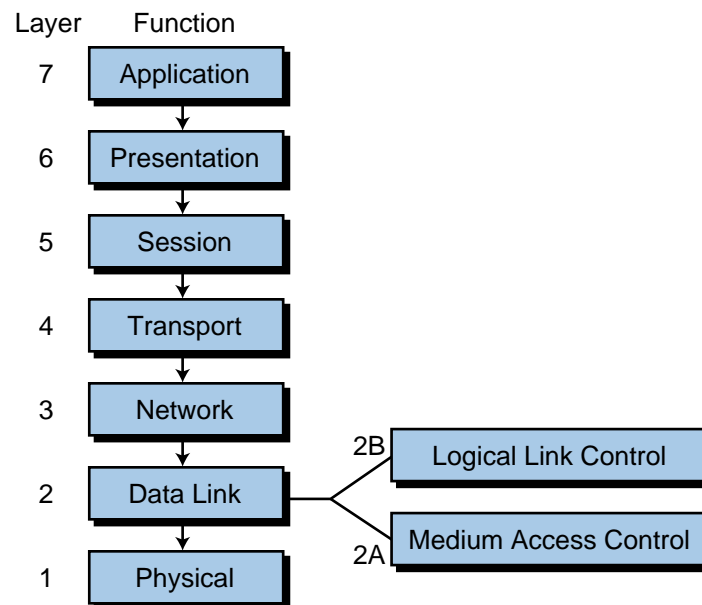 Layer Function
7 Application
6 Presentation
5 Session
4 Transport
3 Network
2B Logical Link Control
2 Data Link
2A Medium Access Control
1 Physical